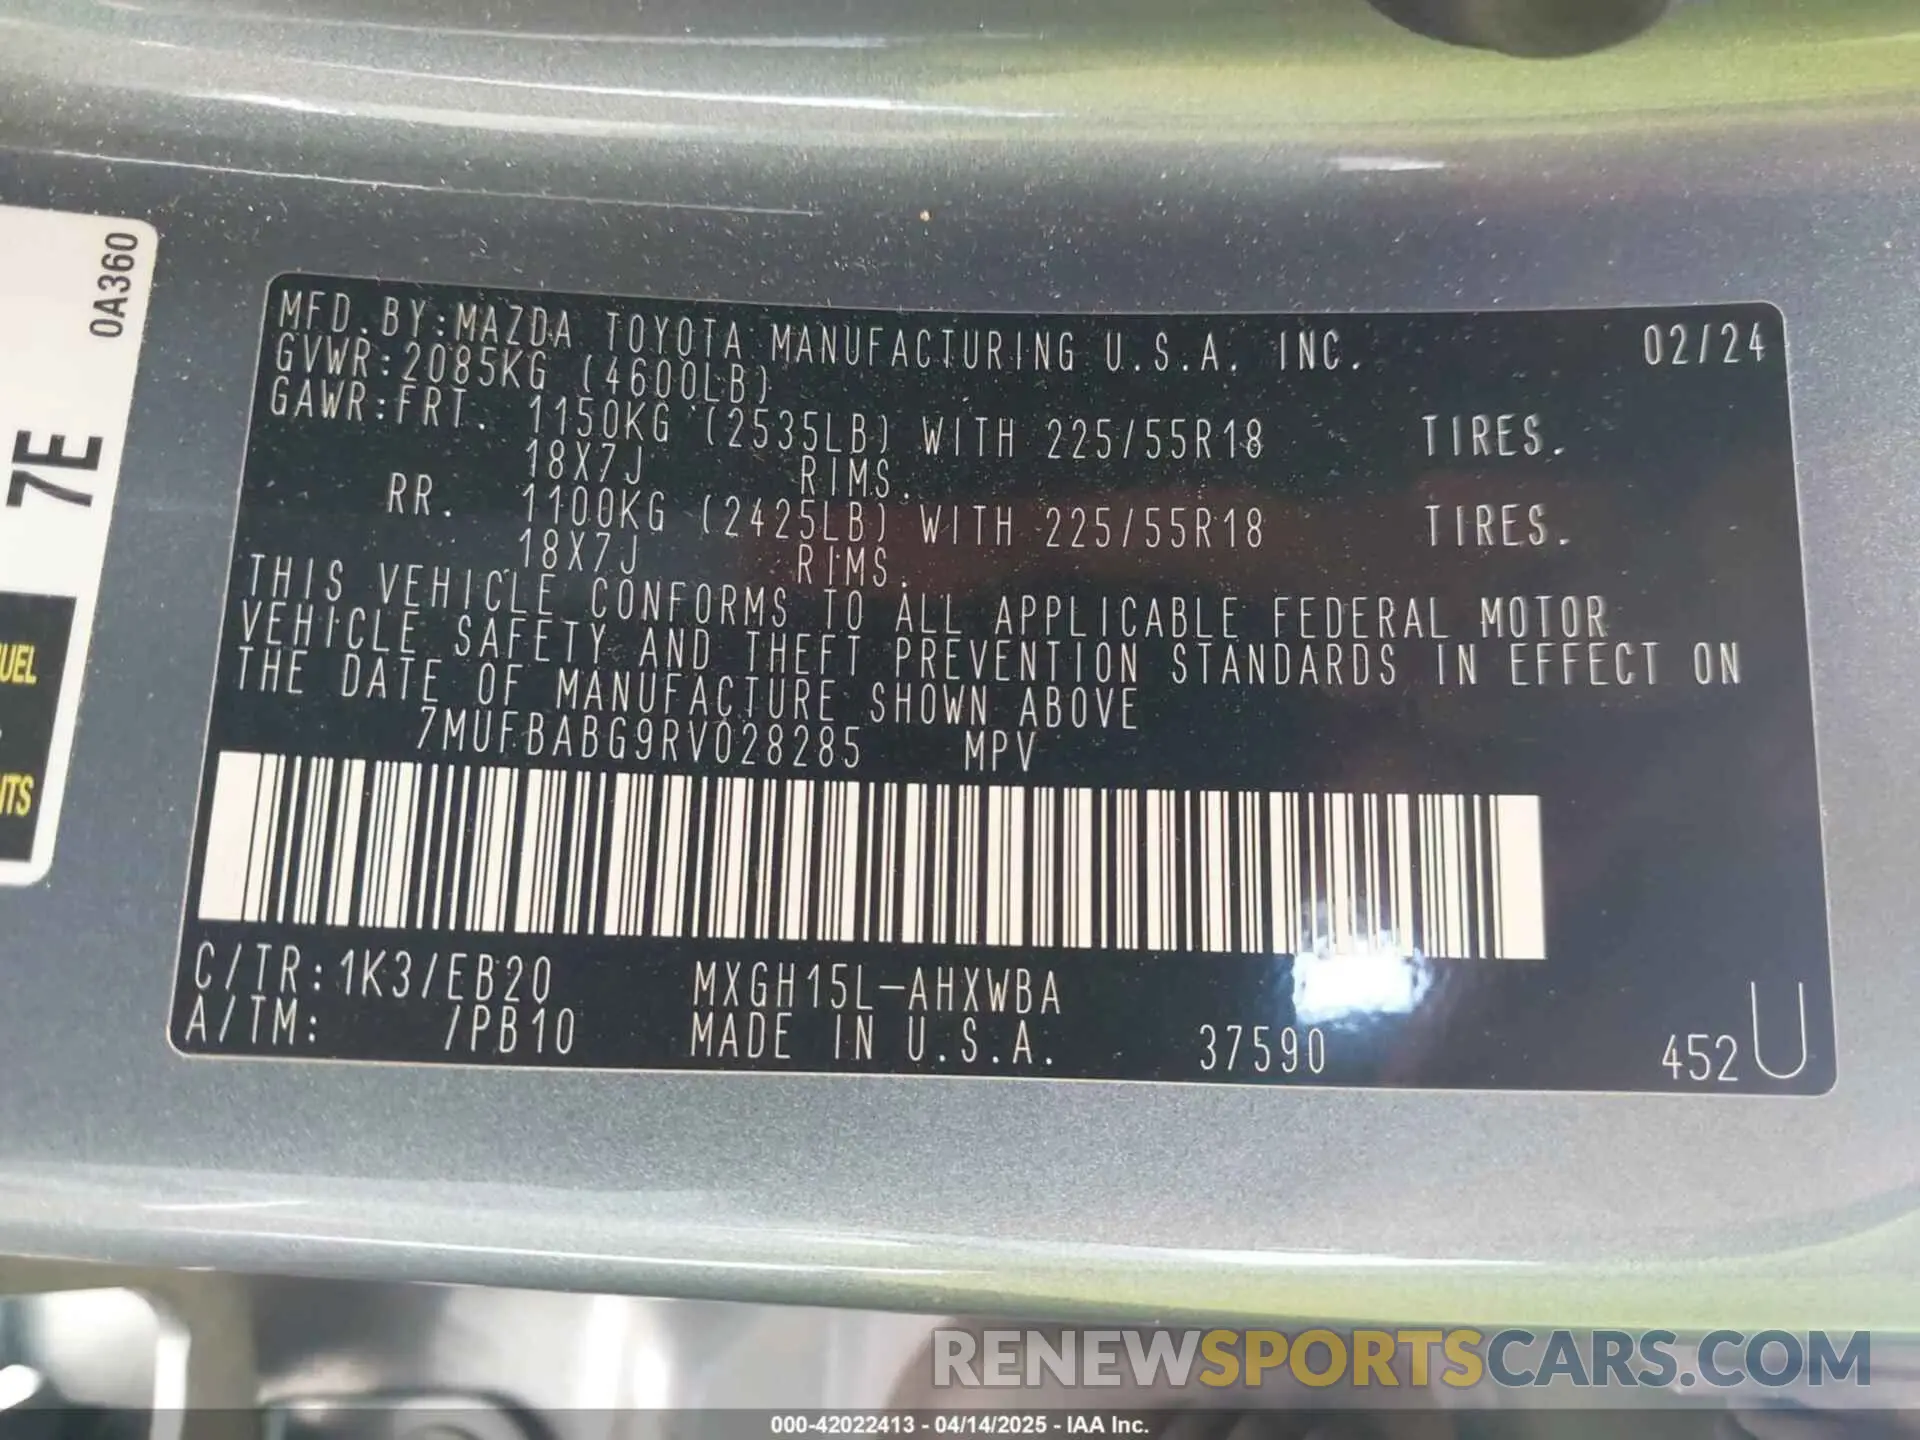 0A360
7E
UEL
ITS
MFD.BY:MAZDA TOYOTA MANUFACTURING U.S.A. INC. 02/24
GVWR:2085KG (4600LB)
GAWR:FRT. 1150KG (2535LB) WITH 225/55R18 TIRES.
18X7J RIMS.
RR. 1100KG (2425LB) WITH 225/55R18 TIRES.
18X7J RIMS.
THIS VEHICLE CONFORMS TO ALL APPLICABLE FEDERAL MOTOR
VEHICLE SAFETY AND THEFT PREVENTION STANDARDS IN EFFECT ON
THE DATE OF MANUFACTURE SHOWN ABOVE
7MUFBABG9RV028285 MPV
C/TR:1K3/EB20 MXGH15L-AHXWBA
A/TM: /PB10 MADE IN U.S.A. 37590 452U
RENEWSPORTSCARS.COM
000-42022413 - 04/14/2025 - IAA Inc.